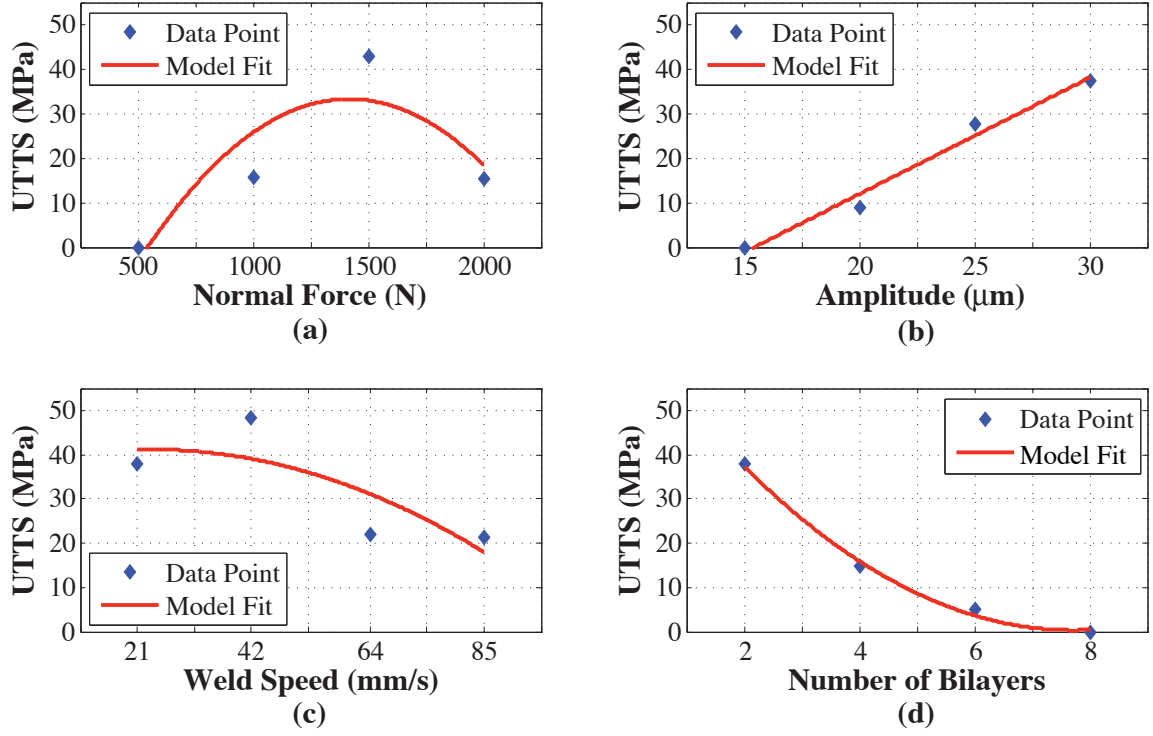 UTTS (MPa)
50
40
30
20
10
0
Data Point
Model Fit
500 1000 1500 2000
Normal Force (N)
(a)
UTTS (MPa)
50
40
30
20
10
0
Data Point
Model Fit
15 20 25 30
Amplitude (μm)
(b)
UTTS (MPa)
50
40
30
20
10
0
Data Point
Model Fit
21 42 64 85
Weld Speed (mm/s)
(c)
UTTS (MPa)
50
40
30
20
10
0
Data Point
Model Fit
2 4 6 8
Number of Bilayers
(d)